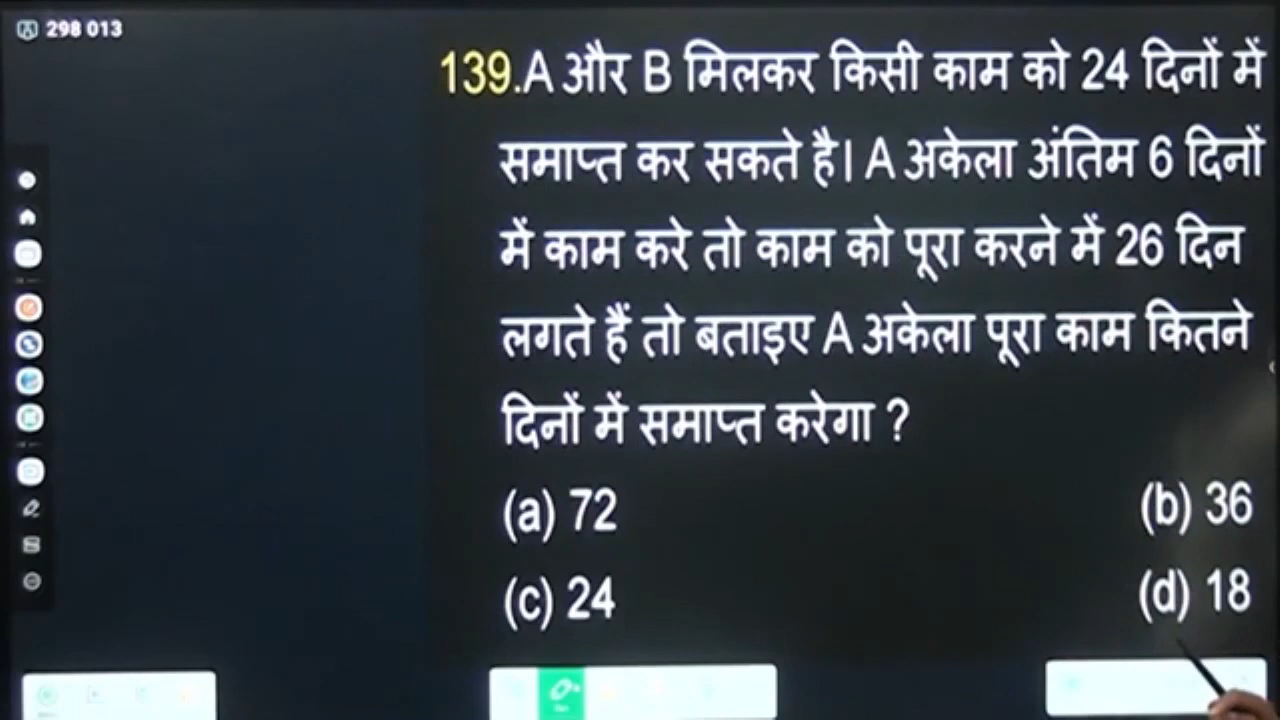 298 013
139.A और B मिलकर किसी काम को 24 दिनों में
समाप्त कर सकते है। A अकेला अंतिम 6 दिनों
में काम करे तो काम को पूरा करने में 26 दिन
लगते हैं तो बताइए A अकेला पूरा काम कितने
दिनों में समाप्त करेगा ?
(a) 72 (b) 36
(c) 24 (d) 18